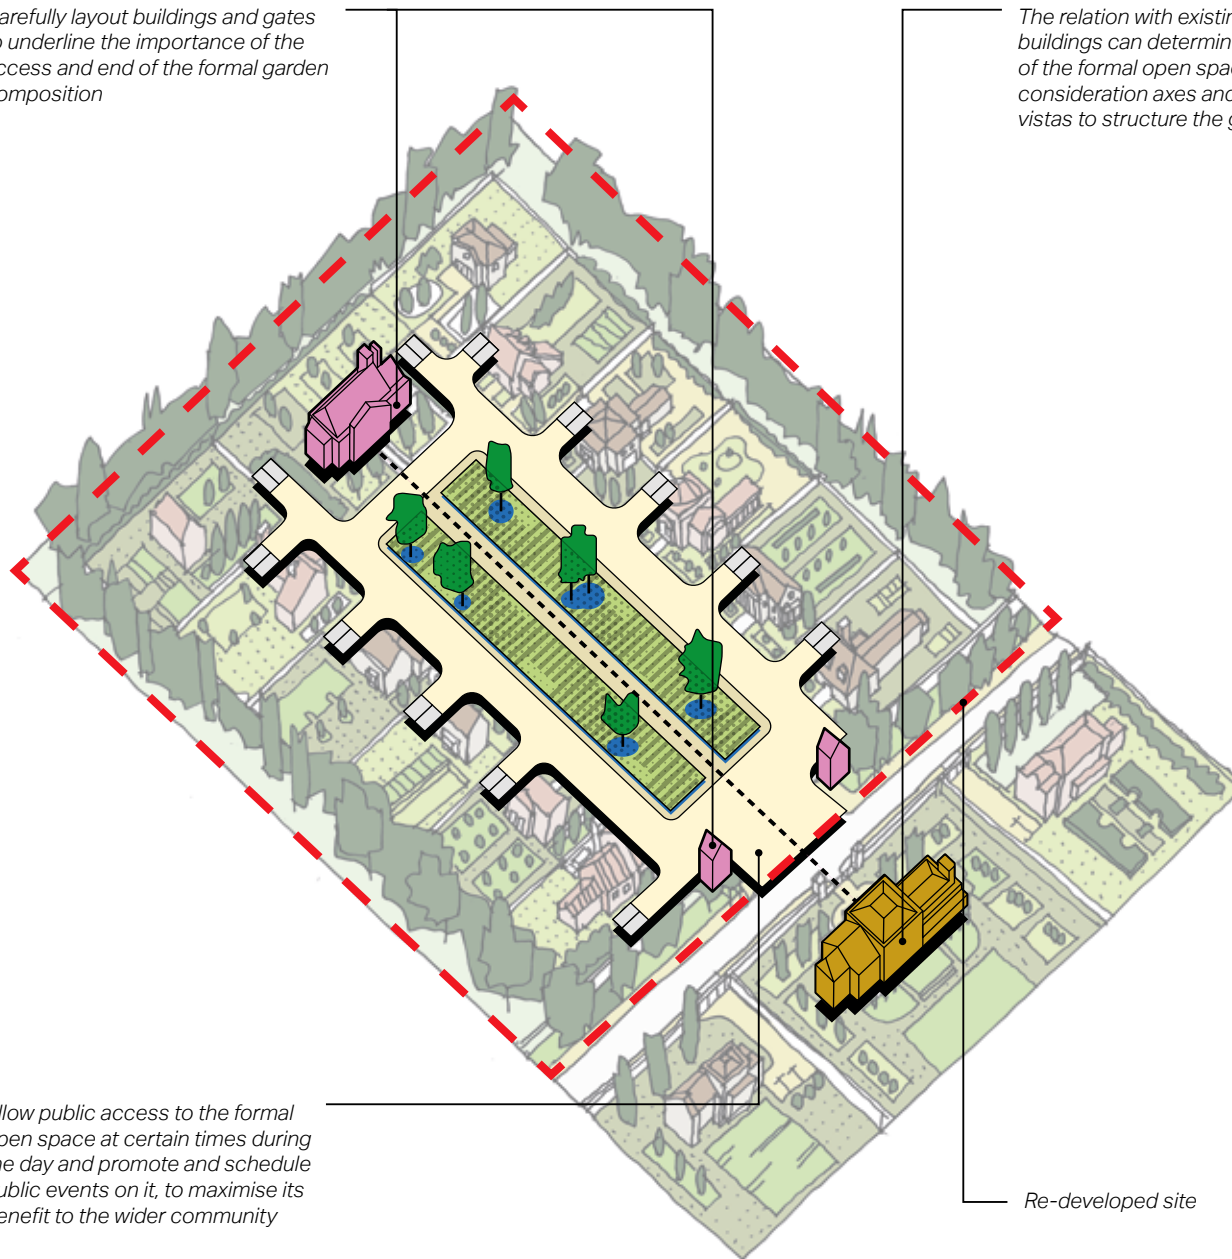 arefully layout buildings and gates
o underline the importance of the
ccess and end of the formal garden
omposition
The relation with existin
buildings can determin
of the formal open spac
consideration axes and
vistas to structure the g
llow public access to the formal
pen space at certain times during
he day and promote and schedule
ublic events on it, to maximise its
enefit to the wider community
Re-developed site